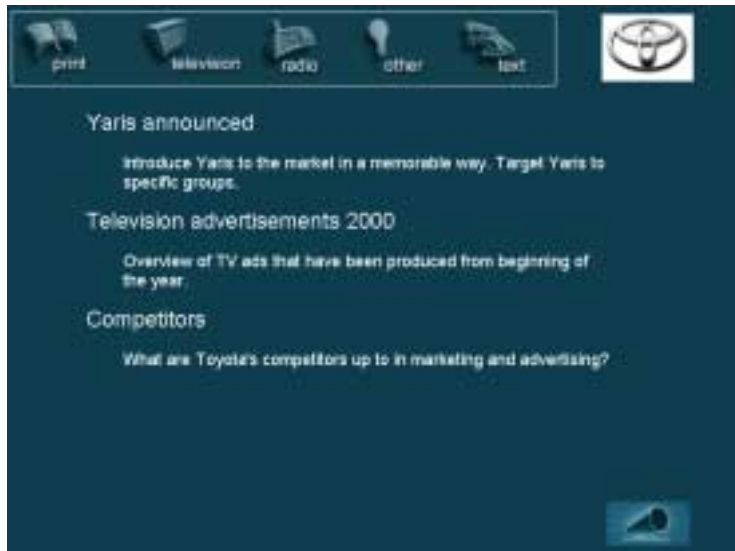 print television radio other text
Yaris announced
Introduce Yaris to the market in a memorable way. Target Yaris to
specific groups.
Television advertisements 2000
Overview of TV ads that have been produced from beginning of
the year.
Competitors
What are Toyota's competitors up to in marketing and advertising?